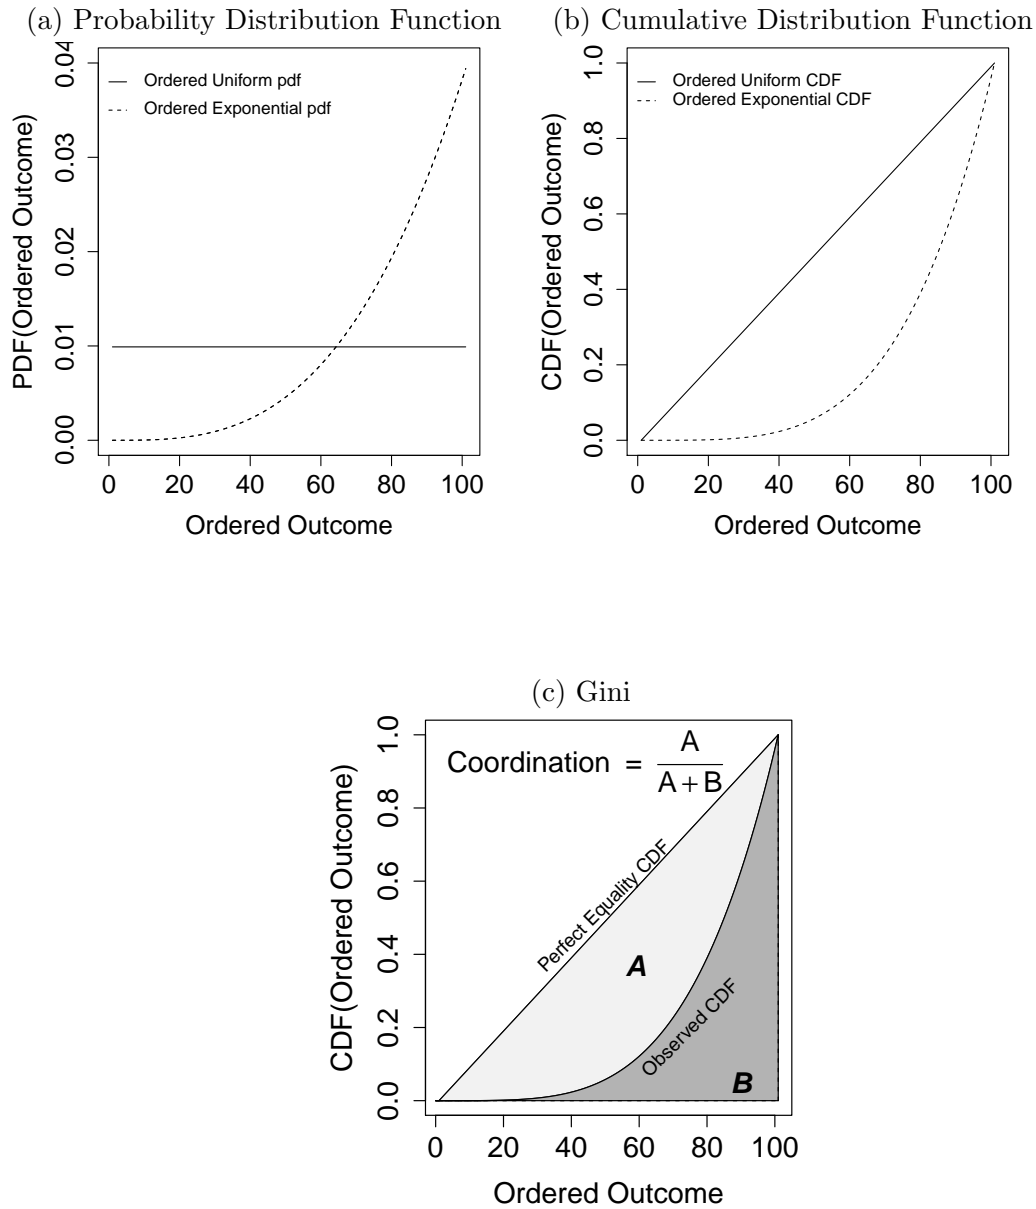 (a) Probability Distribution Function
0.00 0.01 0.02 0.03 0.04
PDF(Ordered Outcome)
Ordered Uniform pdf
Ordered Exponential pdf
0 20 40 60 80 100
Ordered Outcome
(b) Cumulative Distribution Function
0.0 0.2 0.4 0.6 0.8 1.0
CDF(Ordered Outcome)
Ordered Uniform CDF
Ordered Exponential CDF
0 20 40 60 80 100
Ordered Outcome
(c) Gini
0.0 0.2 0.4 0.6 0.8 1.0
CDF(Ordered Outcome)
Coordination = A
A + B
Perfect Equality CDF
A
Observed CDF
B
0 20 40 60 80 100
Ordered Outcome